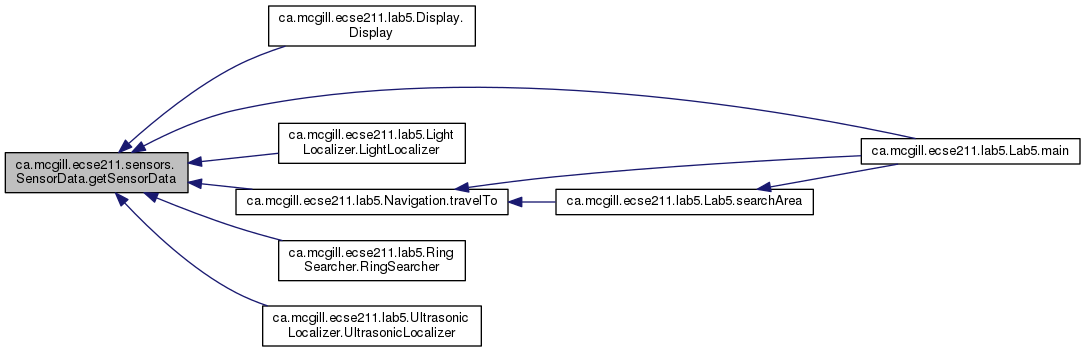 ca.mcgill.ecse211.lab5.Display.
Display
ca.mcgill.ecse211.lab5.Light
Localizer.LightLocalizer
ca.mcgill.ecse211.lab5.Lab5.main
ca.mcgill.ecse211.sensors.
SensorData.getSensorData
ca.mcgill.ecse211.lab5.Navigation.travelTo
ca.mcgill.ecse211.lab5.Lab5.searchArea
ca.mcgill.ecse211.lab5.Ring
Searcher.RingSearcher
ca.mcgill.ecse211.lab5.Ultrasonic
Localizer.UltrasonicLocalizer